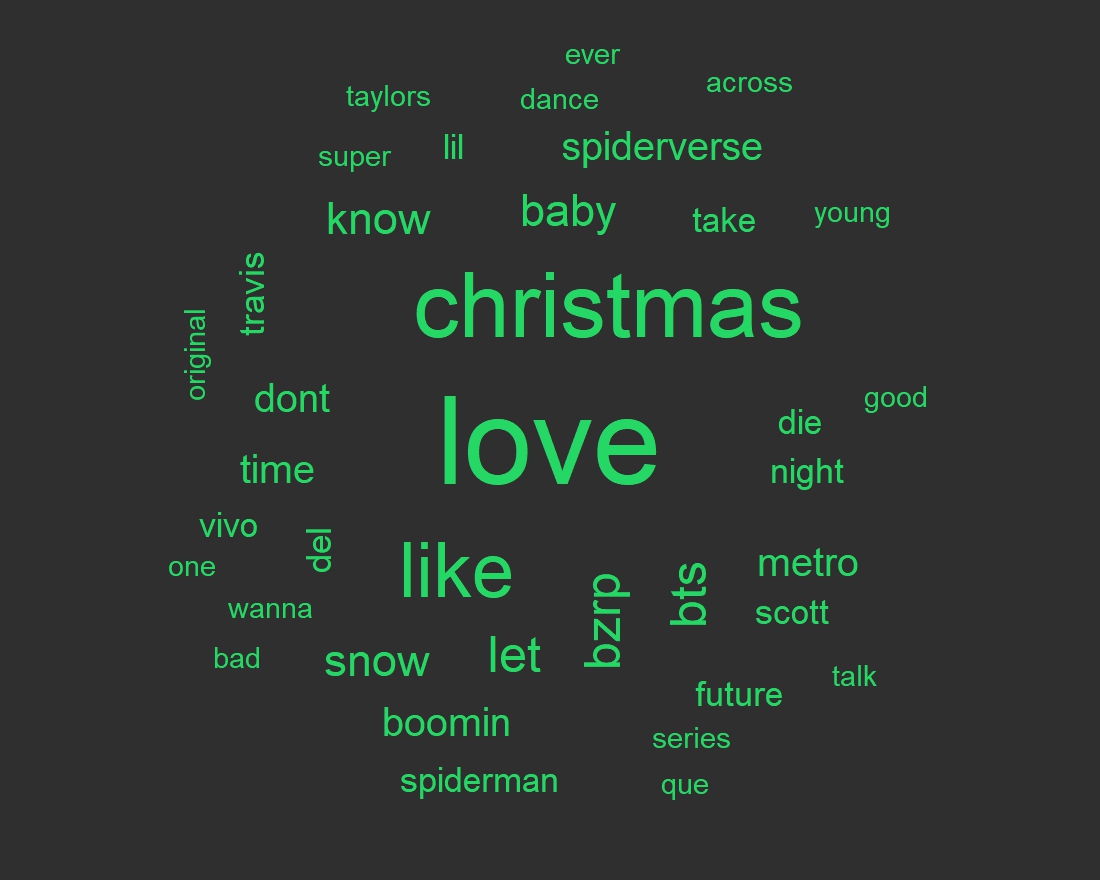 ever
across
taylors
dance
lil
spiderverse
super
know
baby
take
young
travis
christmas
original
dont
love
good
die
time
night
vivo
del
one
like
metro
bzrp
bts
wanna
scott
bad
snow
let
talk
future
boomin
series
spiderman
que